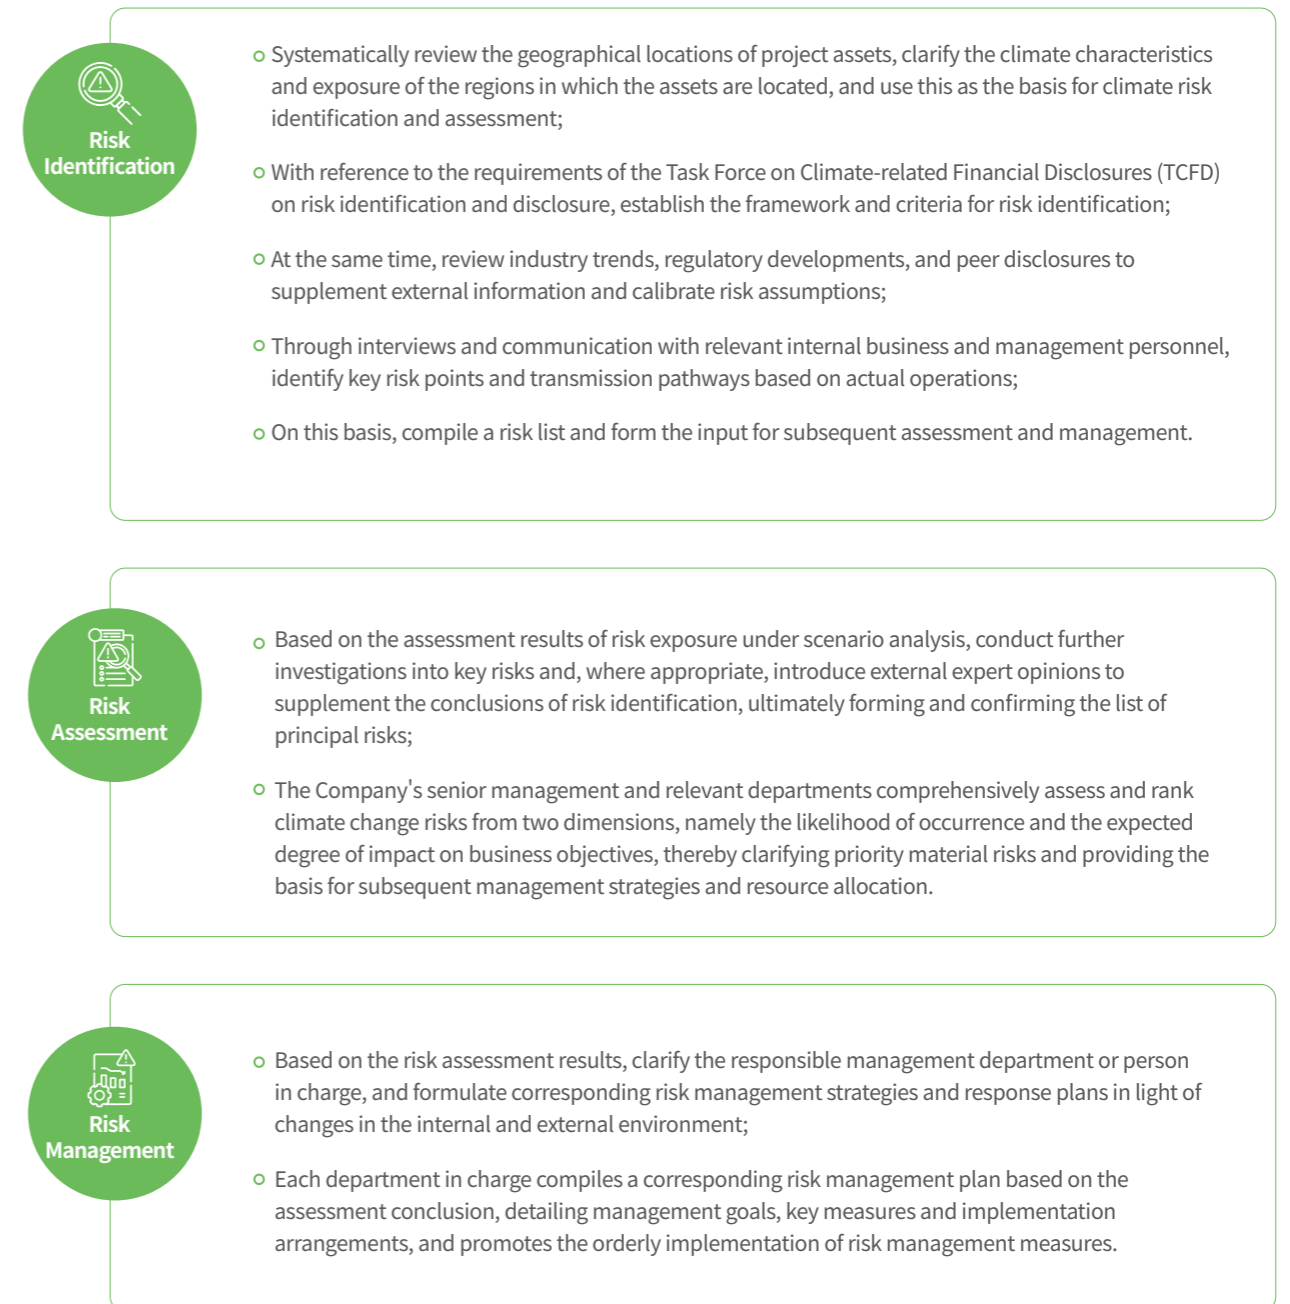 Risk
Identification
Systematically review the geographical locations of project assets, clarify the climate characteristics
and exposure of the regions in which the assets are located, and use this as the basis for climate risk
identification and assessment;
With reference to the requirements of the Task Force on Climate-related Financial Disclosures (TCFD)
on risk identification and disclosure, establish the framework and criteria for risk identification;
At the same time, review industry trends, regulatory developments, and peer disclosures to
supplement external information and calibrate risk assumptions;
Through interviews and communication with relevant internal business and management personnel,
identify key risk points and transmission pathways based on actual operations;
On this basis, compile a risk list and form the input for subsequent assessment and management.
Risk
Assessment
Based on the assessment results of risk exposure under scenario analysis, conduct further
investigations into key risks and, where appropriate, introduce external expert opinions to
supplement the conclusions of risk identification, ultimately forming and confirming the list of
principal risks;
The Company's senior management and relevant departments comprehensively assess and rank
climate change risks from two dimensions, namely the likelihood of occurrence and the expected
degree of impact on business objectives, thereby clarifying priority material risks and providing the
basis for subsequent management strategies and resource allocation.
Risk
Management
Based on the risk assessment results, clarify the responsible management department or person
in charge, and formulate corresponding risk management strategies and response plans in light of
changes in the internal and external environment;
Each department in charge compiles a corresponding risk management plan based on the
assessment conclusion, detailing management goals, key measures and implementation
arrangements, and promotes the orderly implementation of risk management measures.